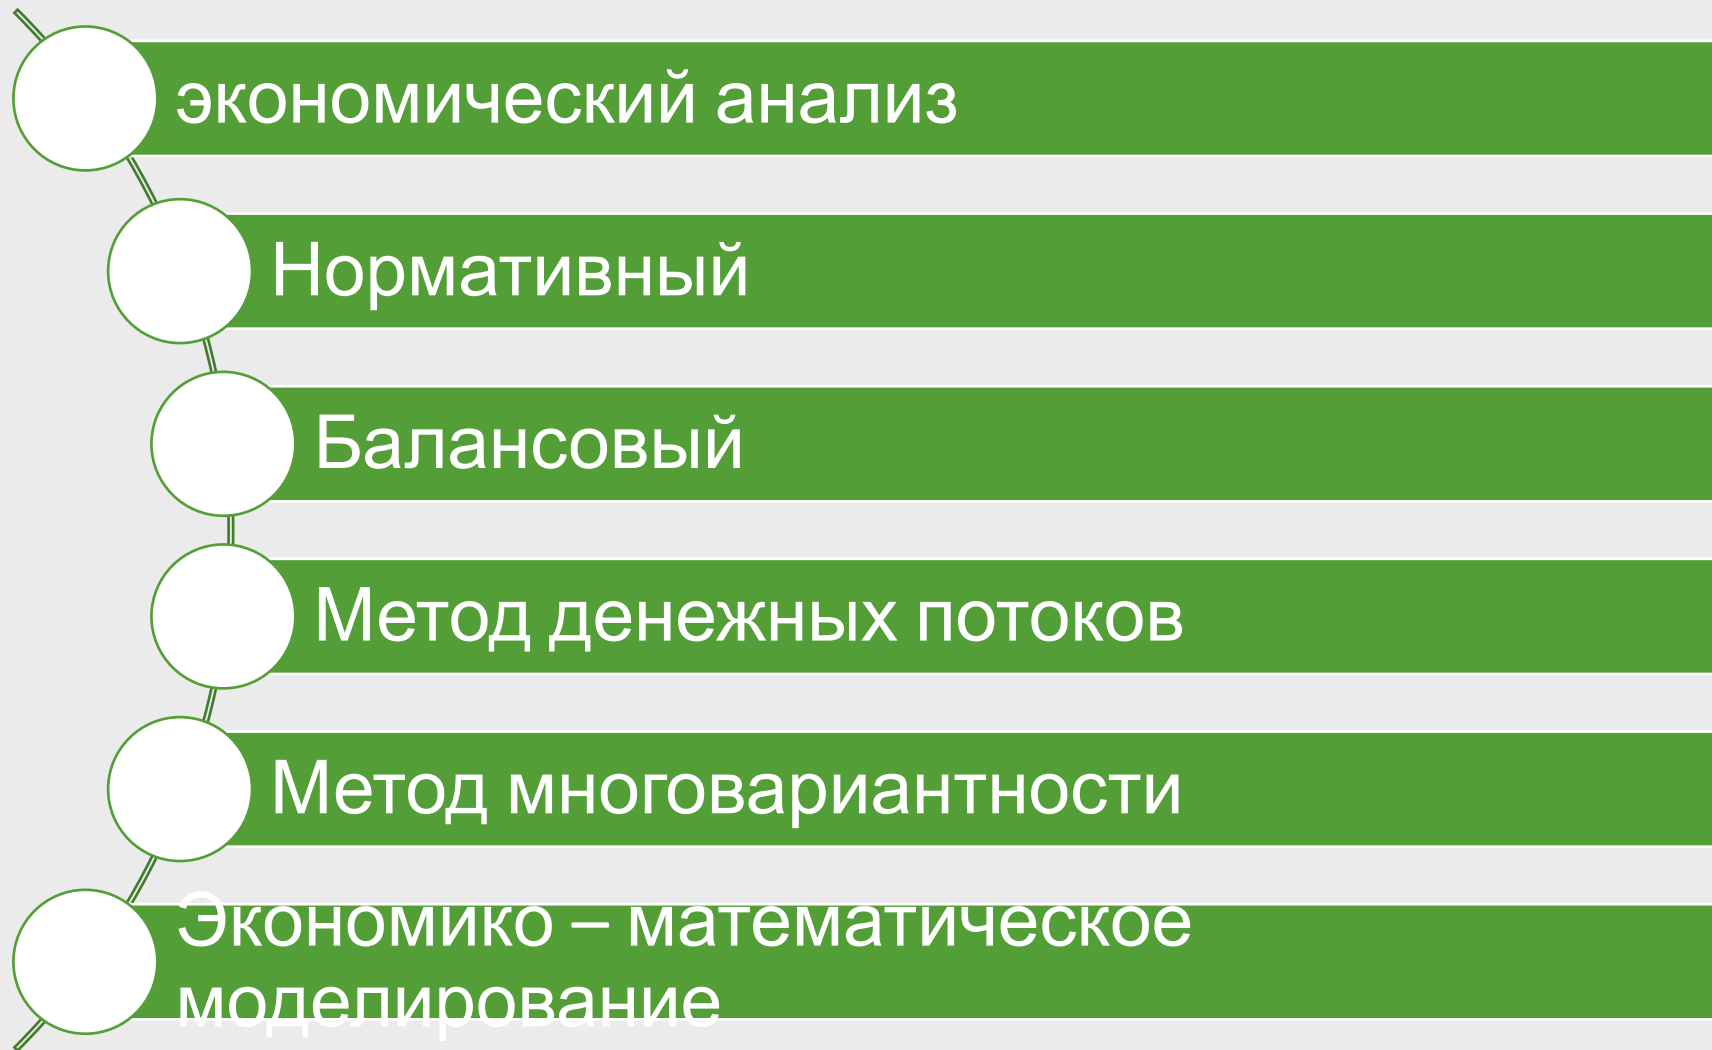 экономический анализ
Нормативный
Балансовый
Метод денежных потоков
Метод многовариантности
Экономико – математическое
моделирование